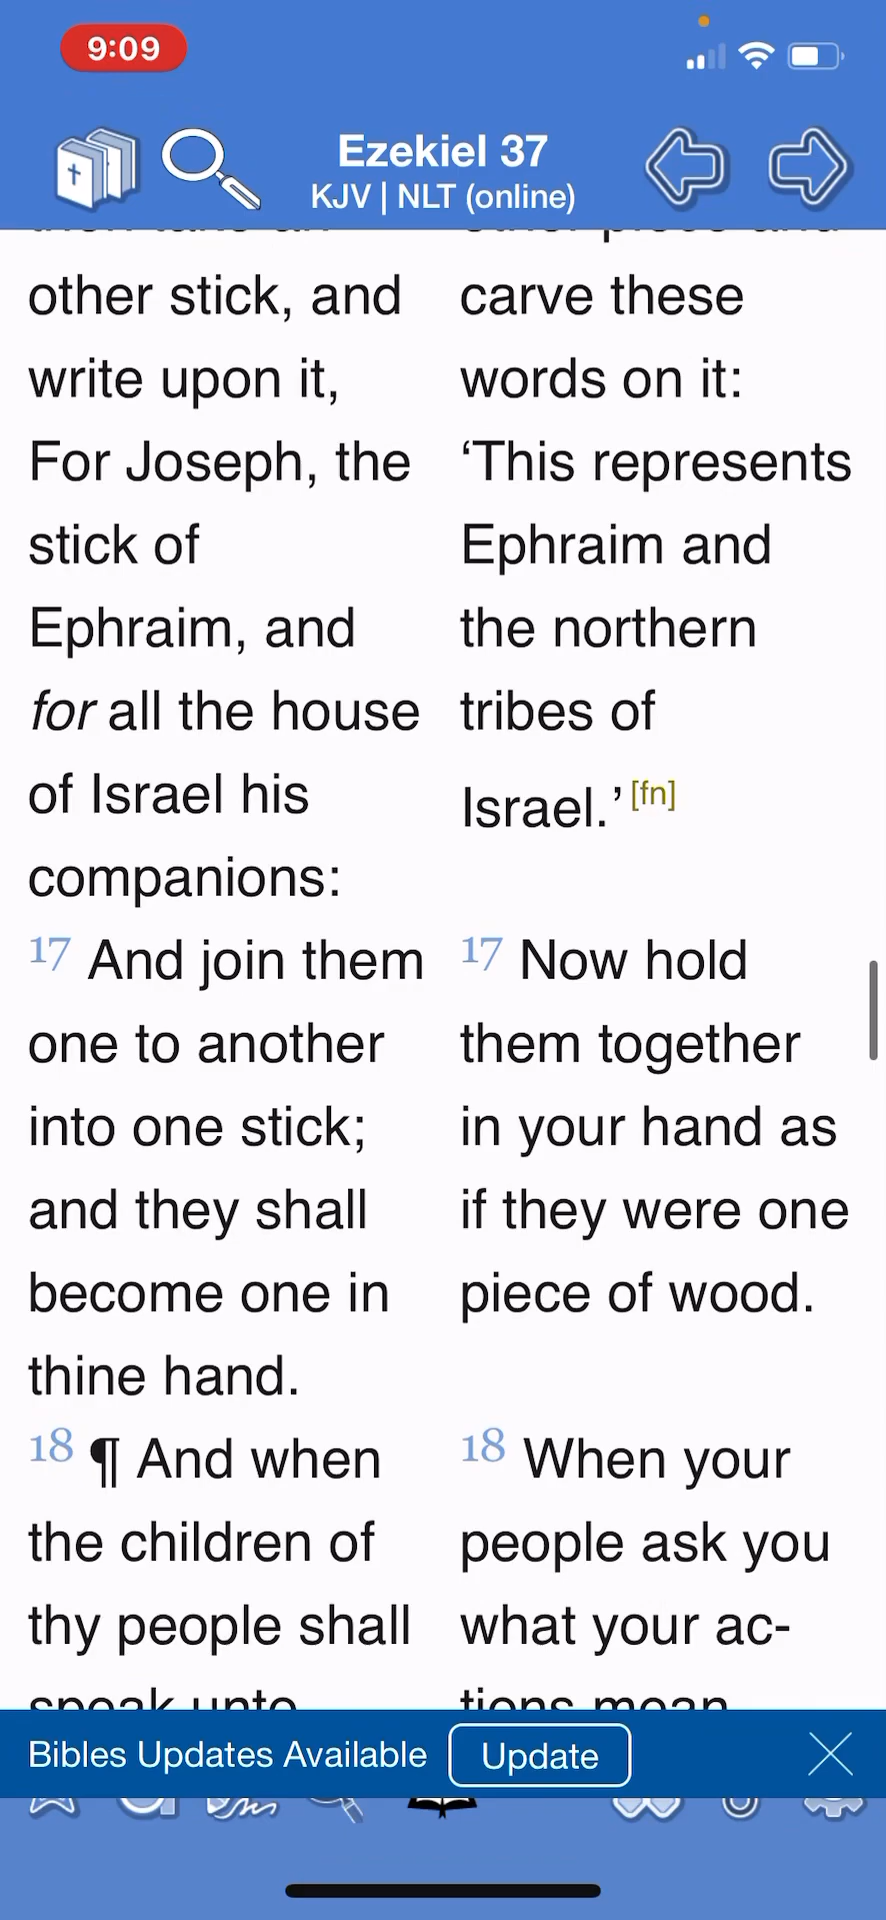 9:09
Ezekiel 37
KJV | NLT (online)
other stick, and
write upon it,
For Joseph, the
stick of
Ephraim, and
for all the house
of Israel his
companions:
17 And join them
one to another
into one stick;
and they shall
become one in
thine hand.
18 ¶ And when
the children of
thy people shall
speak unto
carve these
words on it:
‘This represents
Ephraim and
the northern
tribes of
Israel.’ [fn]
17 Now hold
them together
in your hand as
if they were one
piece of wood.
18 When your
people ask you
what your ac-
tions mean
Bibles Updates Available
Update